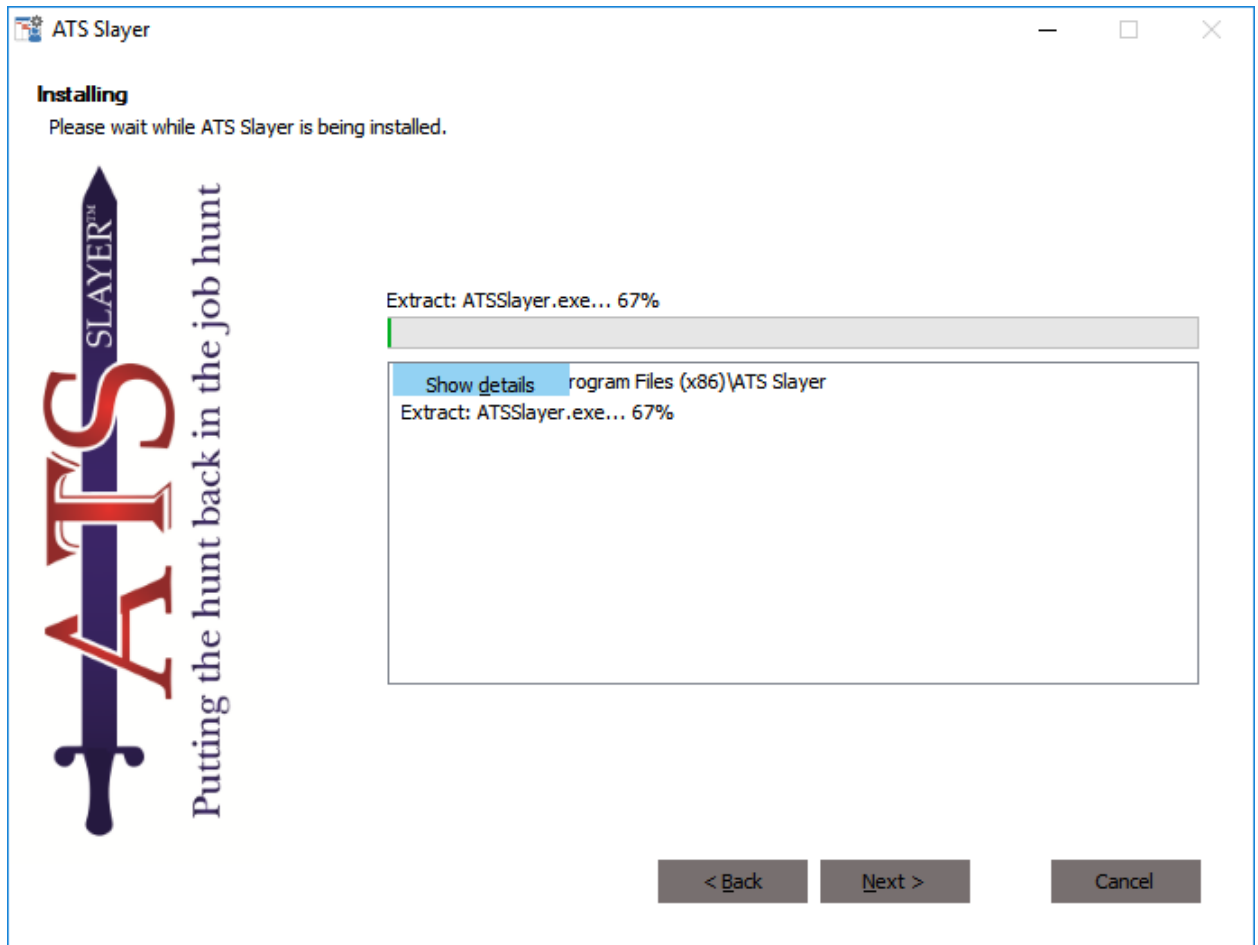 ATS Slayer
Installing
Please wait while ATS Slayer is being installed.
ATS SLAYER™
Putting the hunt back in the job hunt
Extract: ATSSlayer.exe... 67%
Show details rogram Files (x86)\ATS Slayer
Extract: ATSSlayer.exe... 67%
< Back
Next >
Cancel